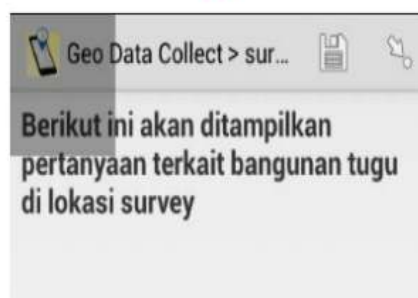 Geo Data Collect > sur...
Berikut ini akan ditampilkan
pertanyaan terkait bangunan tugu
di lokasi survey